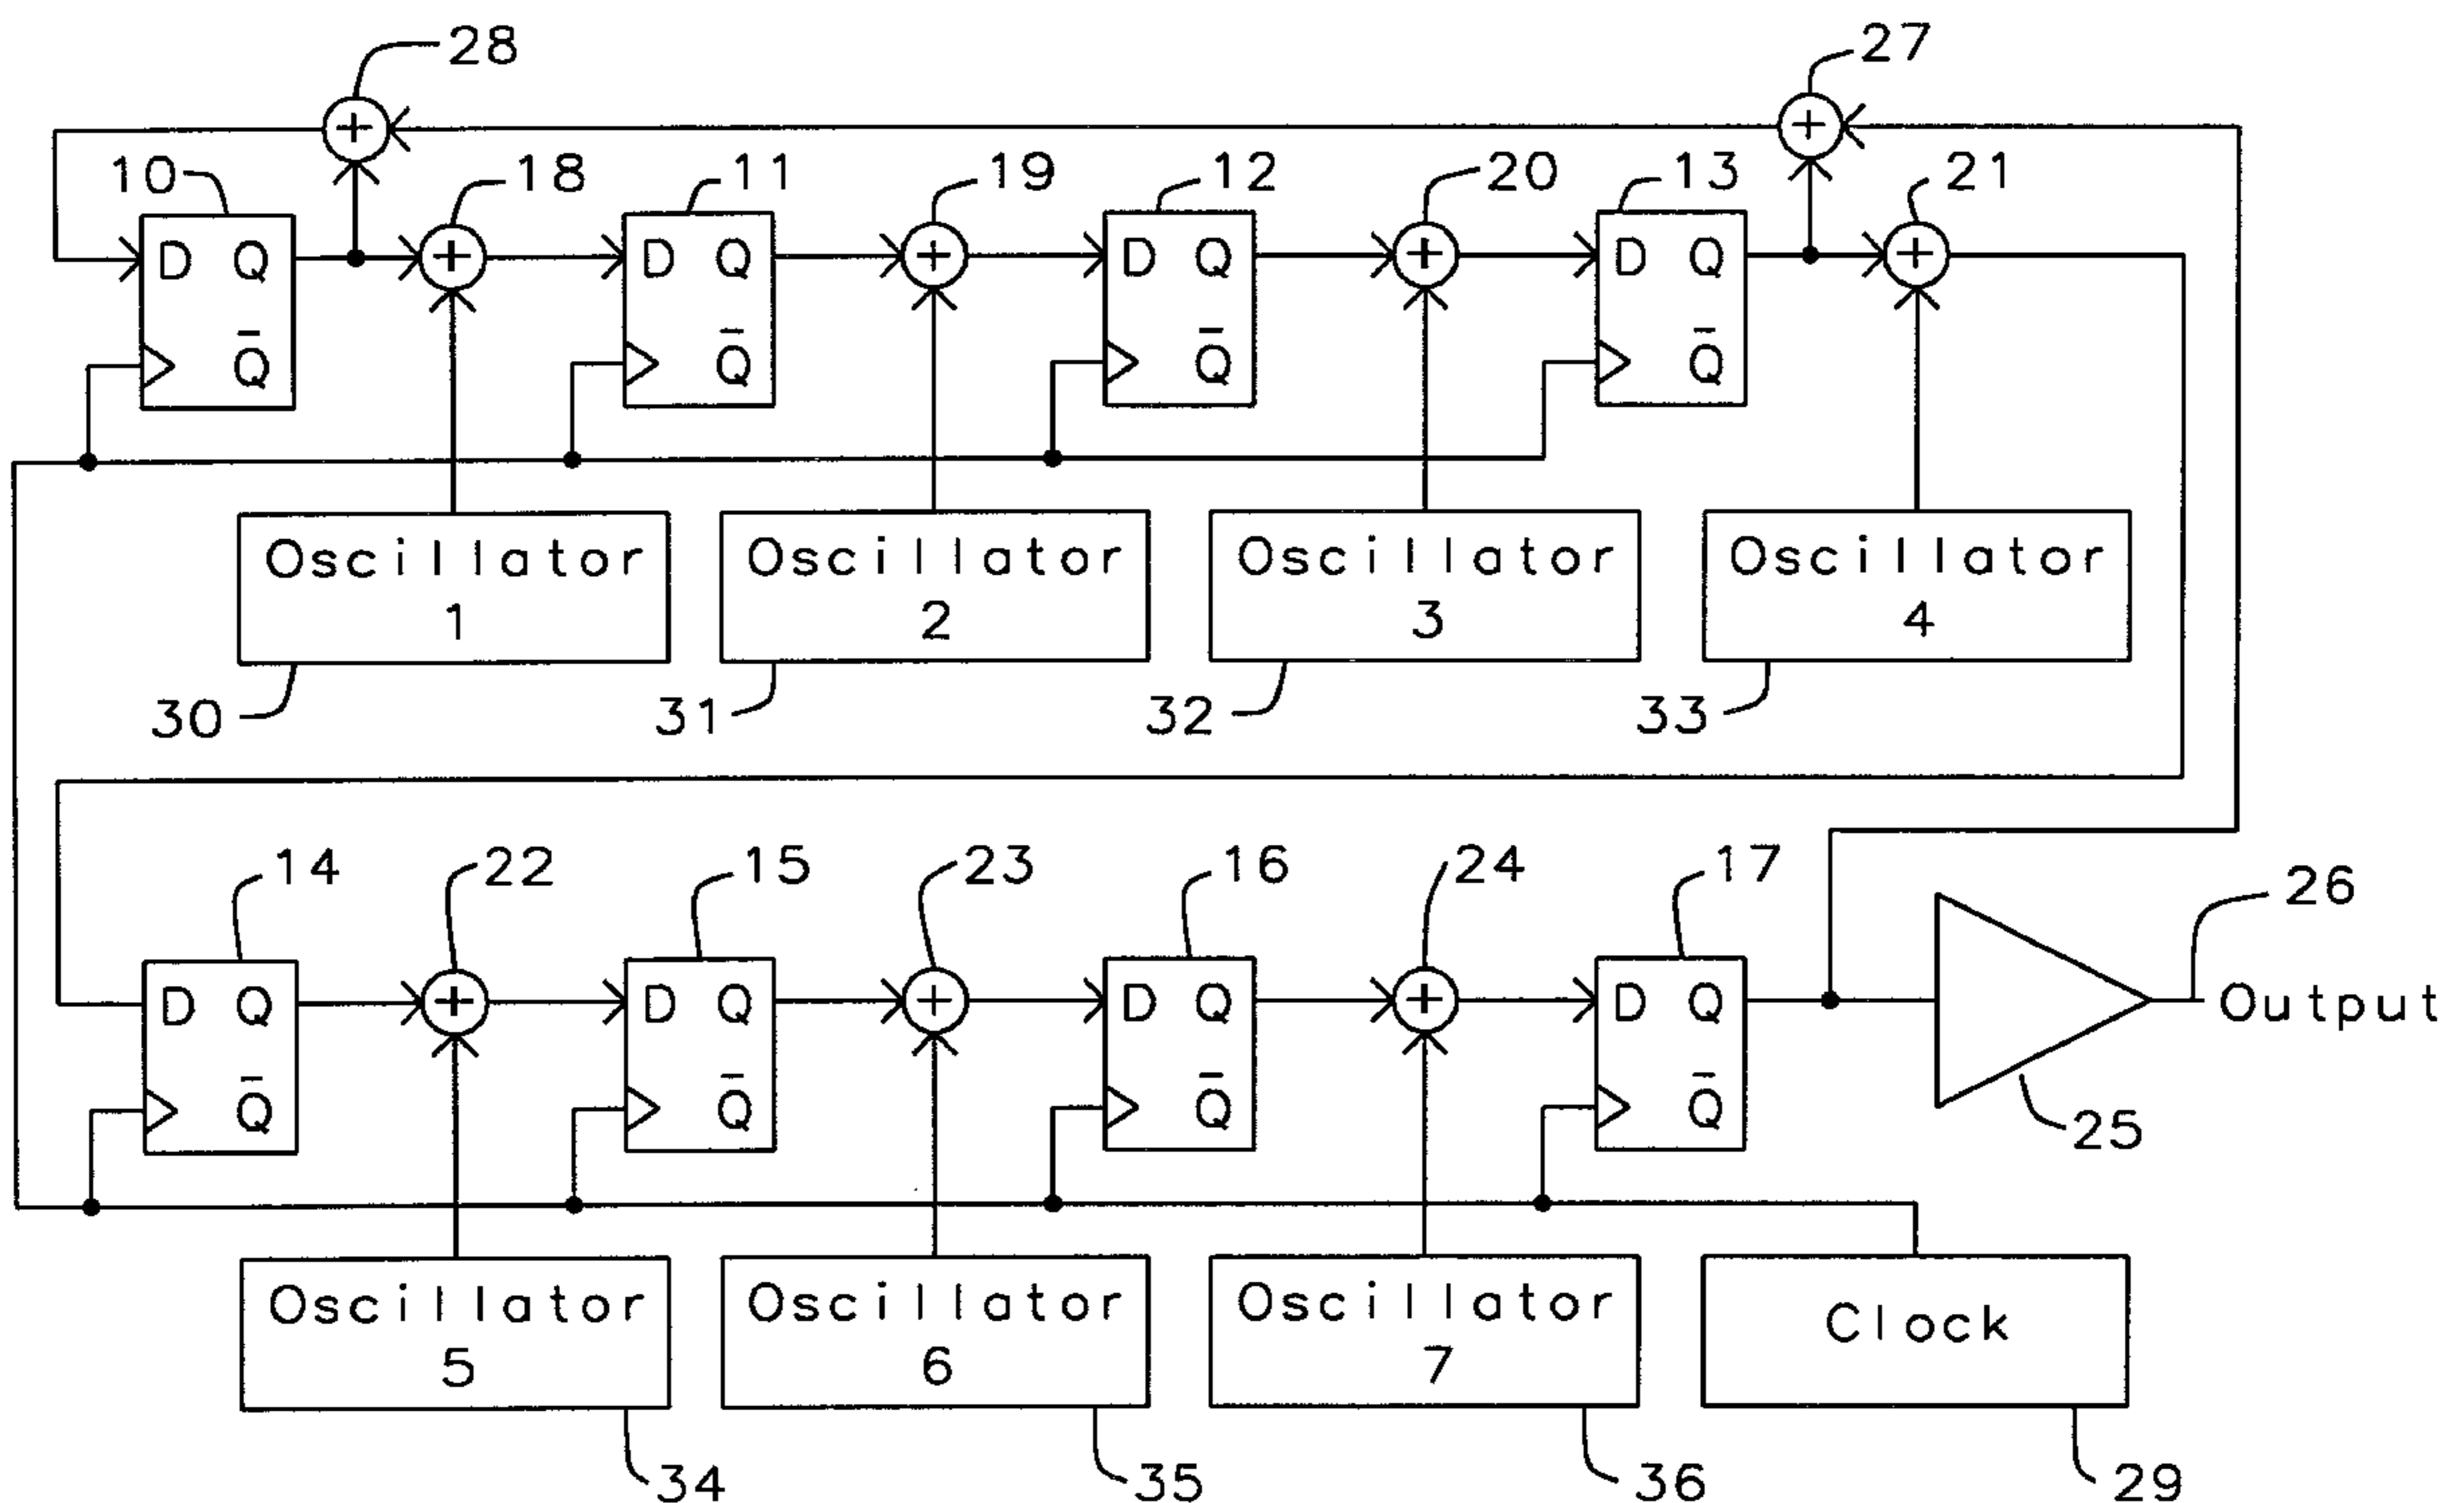 28
27
10
18
11
19
12
20
13
21
D Q
Q̅
D Q
Q̅
D Q
Q̅
D Q
Q̅
Oscillator
1
Oscillator
2
Oscillator
3
Oscillator
4
30
31
32
33
14
22
15
23
16
24
17
26
D Q
Q̅
D Q
Q̅
D Q
Q̅
D Q
Q̅
Output
25
Oscillator
5
Oscillator
6
Oscillator
7
Clock
34
35
36
29